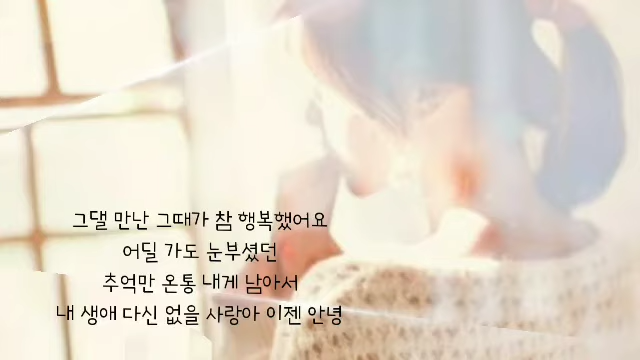 그댈 만난 그때가 참 행복했어요
어딜 가도 눈부셨던
추억만 온통 내게 남아서
내 생애 다신 없을 사랑아 이젠 안녕